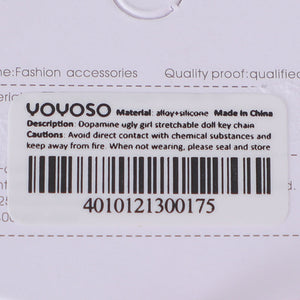 me:Fashion accessories Quality proof:qualified
YOYOSO Material: alloy+silicone Made in China
Description: Dopamine ugly girl stretchable doll key chain
Cautions: Avoid direct contact with chemical substances and
keep away from fire. When not wearing, please seal and store
4010121300175